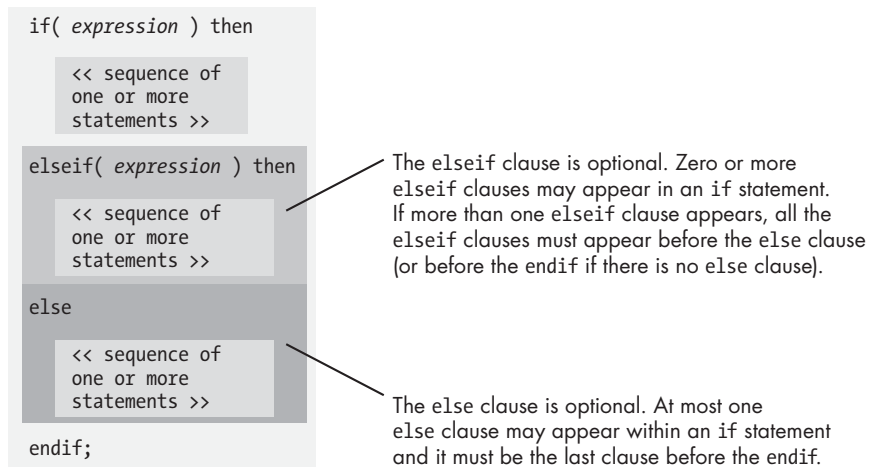 if( expression ) then
<< sequence of
one or more
statements >>
elseif( expression ) then
<< sequence of
one or more
statements >>
else
<< sequence of
one or more
statements >>
endif;
The elseif clause is optional. Zero or more
elseif clauses may appear in an if statement.
If more than one elseif clause appears, all the
elseif clauses must appear before the else clause
(or before the endif if there is no else clause).
The else clause is optional. At most one
else clause may appear within an if statement
and it must be the last clause before the endif.